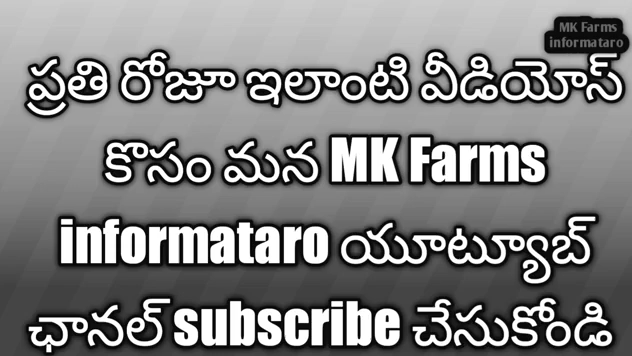 MK Farms
informataro
ప్రతి రోజూ ఇలాంటి వీడియోస్
కొసం మన MK Farms
informataro యూట్యూబ్
ఛానల్ subscribe చేసుకోండి